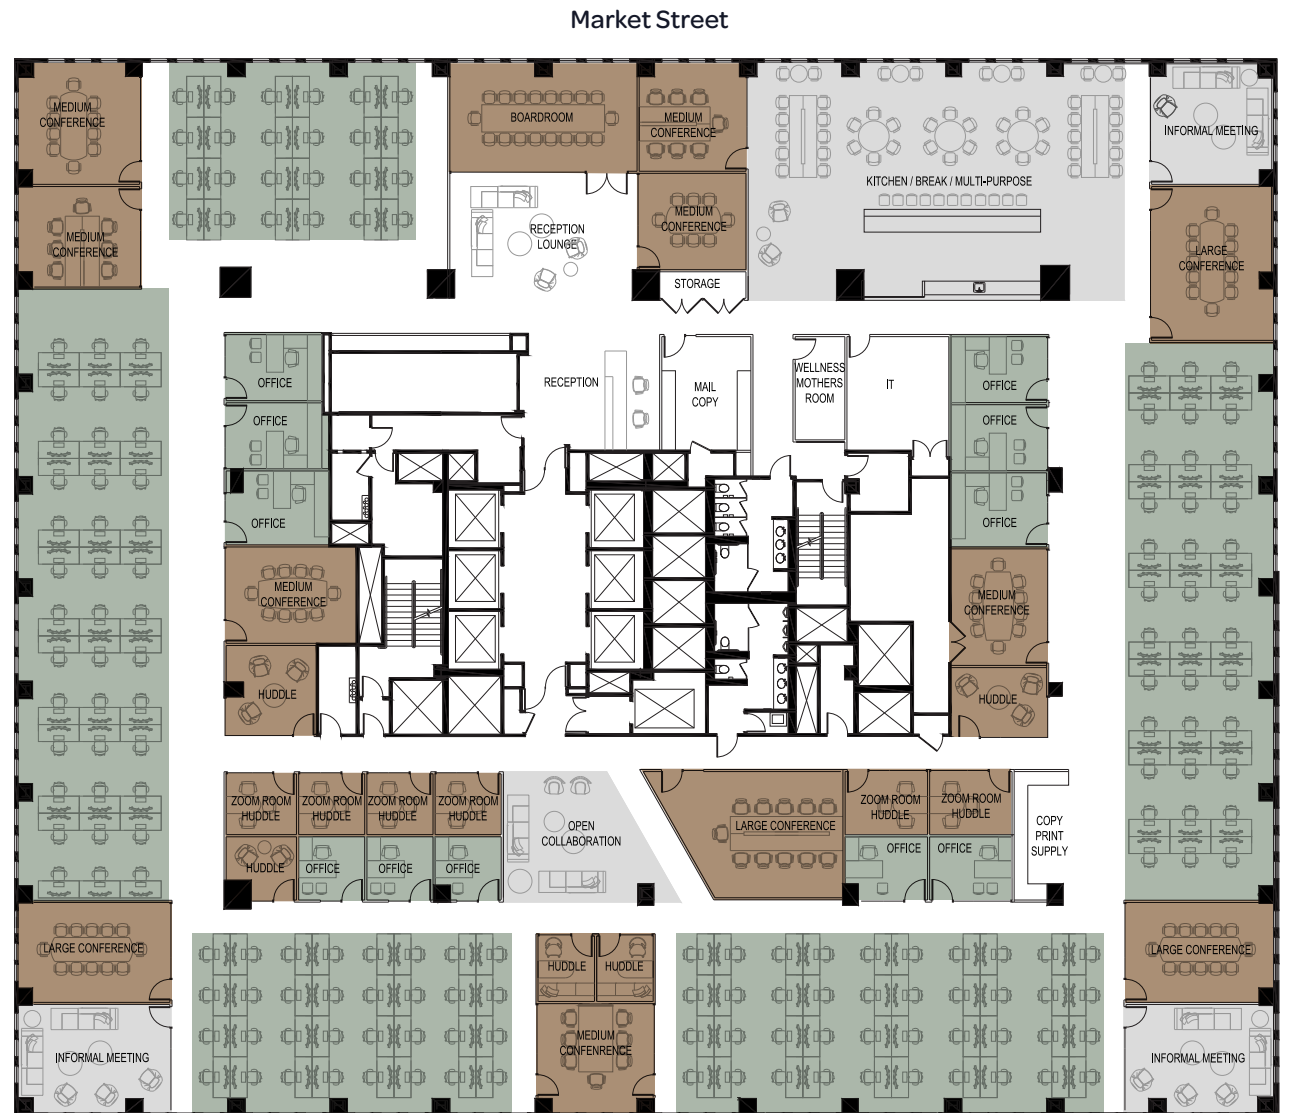 Market Street
MEDIUM
CONFERENCE
BOARDROOM
MEDIUM
CONFERENCE
INFORMAL MEETING
KITCHEN / BREAK / MULTI-PURPOSE
MEDIUM
CONFERENCE
RECEPTION
LOUNGE
MEDIUM
CONFERENCE
LARGE
CONFERENCE
STORAGE
OFFICE
RECEPTION
MAIL
COPY
WELLNESS
MOTHERS
ROOM
IT
OFFICE
OFFICE
OFFICE
OFFICE
OFFICE
MEDIUM
CONFERENCE
MEDIUM
CONFERENCE
HUDDLE
HUDDLE
ZOOM ROOM
HUDDLE
ZOOM ROOM
HUDDLE
ZOOM ROOM
HUDDLE
ZOOM ROOM
HUDDLE
OPEN
COLLABORATION
LARGE CONFERENCE
ZOOM ROOM
HUDDLE
ZOOM ROOM
HUDDLE
COPY
PRINT
SUPPLY
HUDDLE
OFFICE
OFFICE
OFFICE
OFFICE
OFFICE
LARGE CONFERENCE
HUDDLE
HUDDLE
LARGE CONFERENCE
INFORMAL MEETING
MEDIUM
CONFENRENCE
INFORMAL MEETING